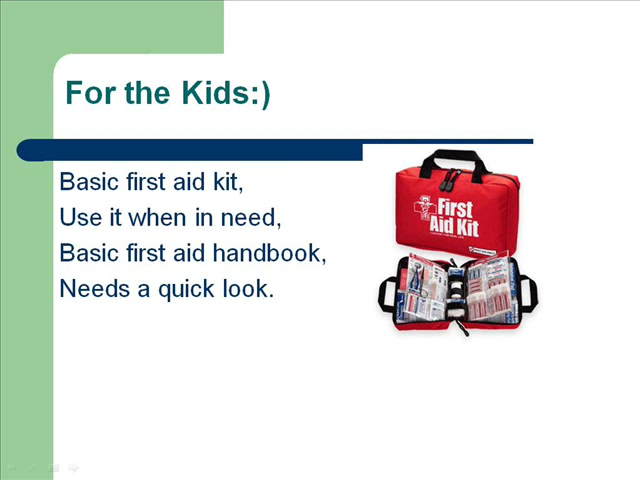 For the Kids:)
Basic first aid kit,
Use it when in need,
Basic first aid handbook,
Needs a quick look.
First
Aid Kit